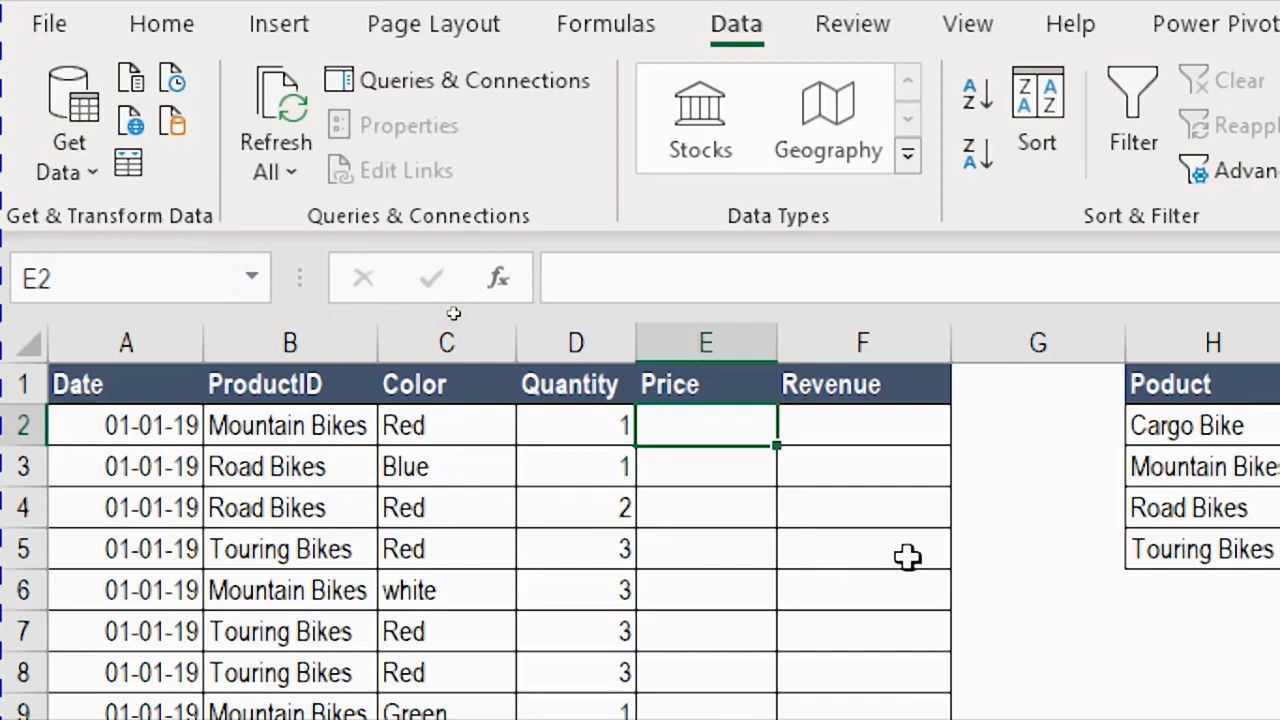 File Home Insert Page Layout Formulas Data Review View Help Power Pivot
Queries & Connections
Properties
Edit Links
Get Data
Refresh All
Stocks
Geography
Sort
Filter
Clear
Get & Transform Data
Queries & Connections
Data Types
Sort & Filter
E2
fx
A B C D E F G H
1 Date ProductID Color Quantity Price Revenue Poduct
2 01-01-19 Mountain Bikes Red 1 Cargo Bike
3 01-01-19 Road Bikes Blue 1 Mountain Bikes
4 01-01-19 Road Bikes Red 2 Road Bikes
5 01-01-19 Touring Bikes Red 3 Touring Bikes
6 01-01-19 Mountain Bikes white 3
7 01-01-19 Touring Bikes Red 3
8 01-01-19 Touring Bikes Red 3
9 01-01-19 Mountain Bikes Green 1